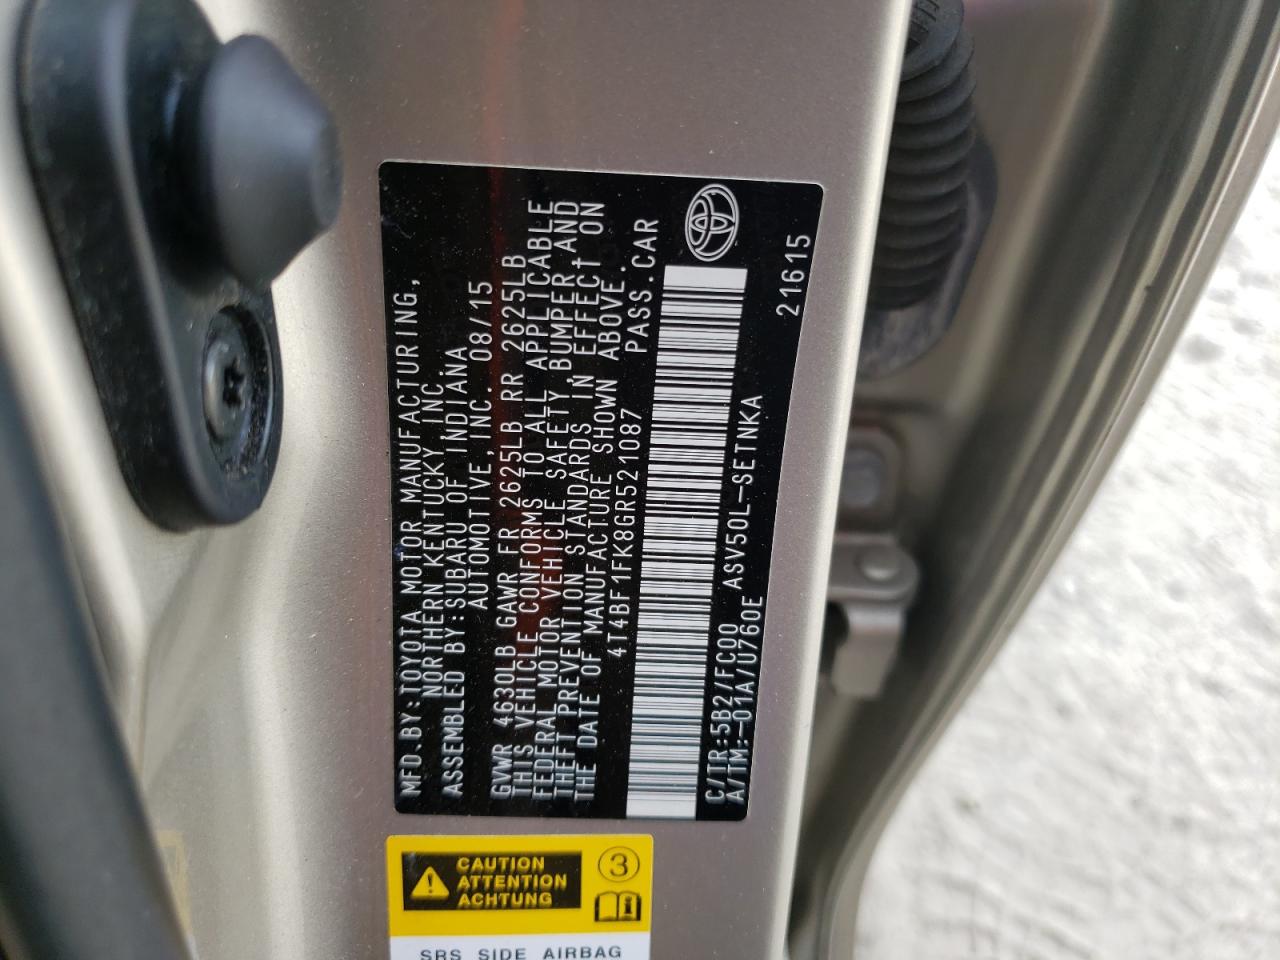 MFD.BY:TOYOTA MOTOR MANUFACTURING,
NORTHERN KENTUCKY,INC.
ASSEMBLED BY:SUBARU OF INDIANA
AUTOMOTIVE,INC. 08/15
GVWR 4630LB GAWR FR 2625LB RR 2625LB
THIS VEHICLE CONFORMS TO ALL APPLICABLE
FEDERAL MOTOR VEHICLE SAFETY,BUMPER,AND
THEFT PREVENTION STANDARDS IN EFFECT ON
THE DATE OF MANUFACTURE SHOWN ABOVE.
4T4BF1FK8GR521087 PASS.CAR
C/TR:5B2/FC00 ASV50L-SETNKA
A/TM:-01A/U760E
21615
CAUTION
ATTENTION
ACHTUNG
3
SRS SIDE AIRBAG